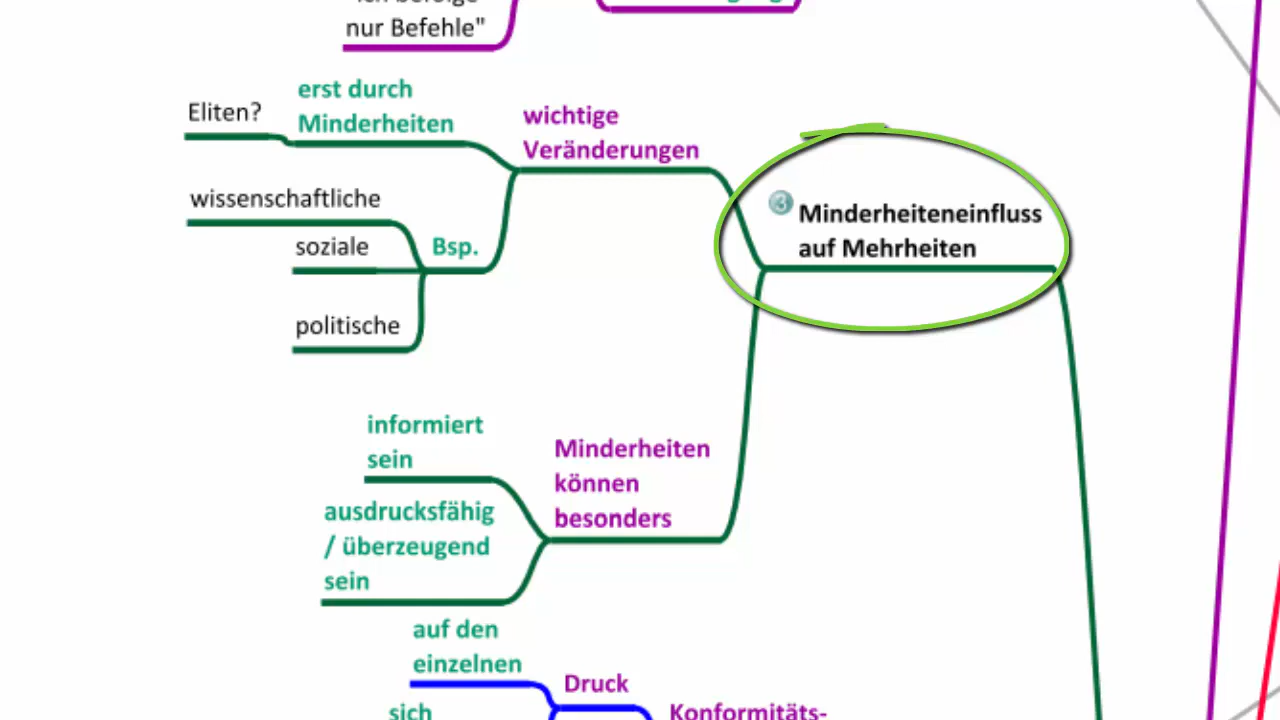 nur Befehle"
erst durch
Minderheiten
Eliten?
wichtige
Veränderungen
wissenschaftliche
soziale
Bsp.
politische
3
Minderheiteneinfluss
auf Mehrheiten
informiert
sein
ausdrucksfähig
/ überzeugend
sein
Minderheiten
können
besonders
auf den
einzelnen
Druck
sich
Konformitäts-